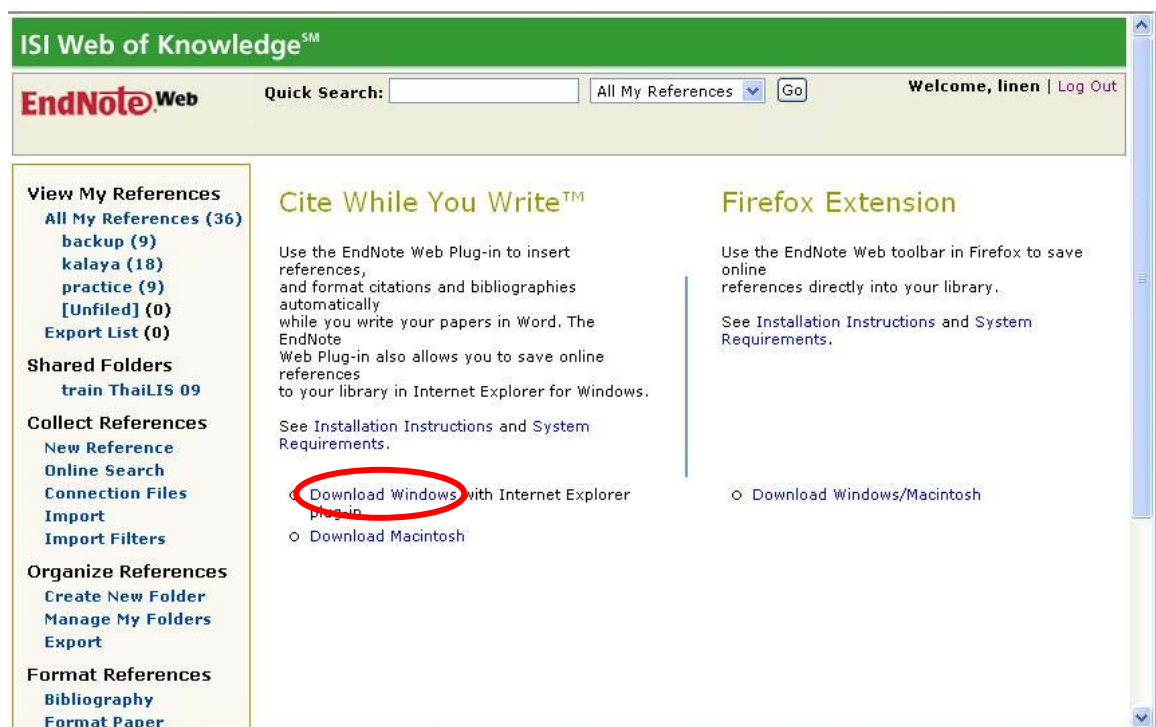 ISI Web of Knowledge℠
EndNote Web
Quick Search:
All My References
Go
Welcome, linen | Log Out
View My References
All My References (36)
backup (9)
kalaya (18)
practice (9)
[Unfiled] (0)
Export List (0)
Shared Folders
train ThaiLIS 09
Collect References
New Reference
Online Search
Connection Files
Import
Import Filters
Organize References
Create New Folder
Manage My Folders
Export
Format References
Bibliography
Format Paper
Cite While You Write™
Use the EndNote Web Plug-in to insert
references,
and format citations and bibliographies
automatically
while you write your papers in Word. The
EndNote
Web Plug-in also allows you to save online
references
to your library in Internet Explorer for Windows.
See Installation Instructions and System
Requirements.
Download Windows with Internet Explorer
plug-in
Download Macintosh
Firefox Extension
Use the EndNote Web toolbar in Firefox to save
online
references directly into your library.
See Installation Instructions and System
Requirements.
Download Windows/Macintosh